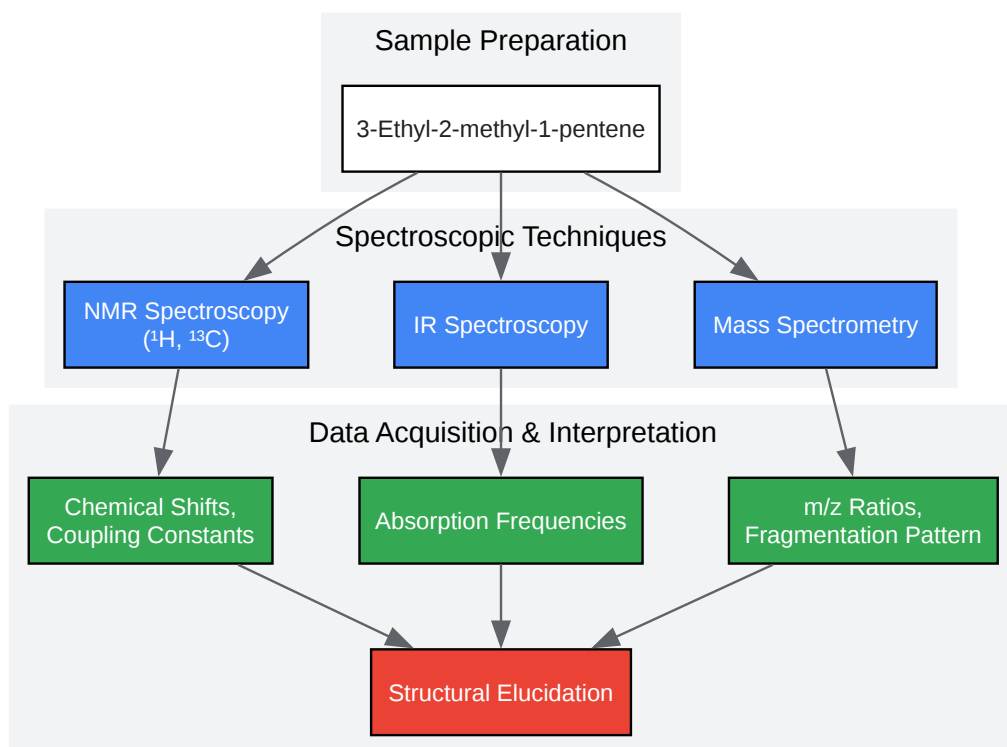 Sample Preparation
3-Ethyl-2-methyl-1-pentene
Spectroscopic Techniques
NMR Spectroscopy
(¹H, ¹³C)
IR Spectroscopy
Mass Spectrometry
Data Acquisition & Interpretation
Chemical Shifts,
Coupling Constants
Absorption Frequencies
m/z Ratios,
Fragmentation Pattern
Structural Elucidation